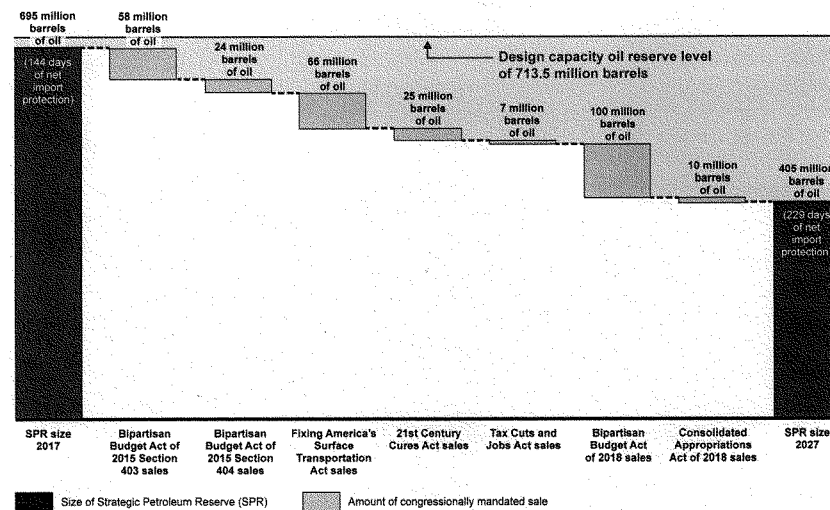 695 million
barrels
of oil
(144 days
of net
import
protection)
58 million
barrels
of oil
24 million
barrels
of oil
66 million
barrels
of oil
25 million
barrels
of oil
7 million
barrels
of oil
100 million
barrels
of oil
10 million
barrels
of oil
405 million
barrels
of oil
(229 days
of net
import
protection)
Design capacity oil reserve level
of 713.5 million barrels
SPR size
2017
Bipartisan
Budget Act of
2015 Section
403 sales
Bipartisan
Budget Act of
2015 Section
404 sales
Fixing America's
Surface
Transportation
Act sales
21st Century
Cures Act sales
Tax Cuts and
Jobs Act sales
Bipartisan
Budget Act
of 2018 sales
Consolidated
Appropriations
Act of 2018 sales
SPR size
2027
Size of Strategic Petroleum Reserve (SPR)
Amount of congressionally mandated sale